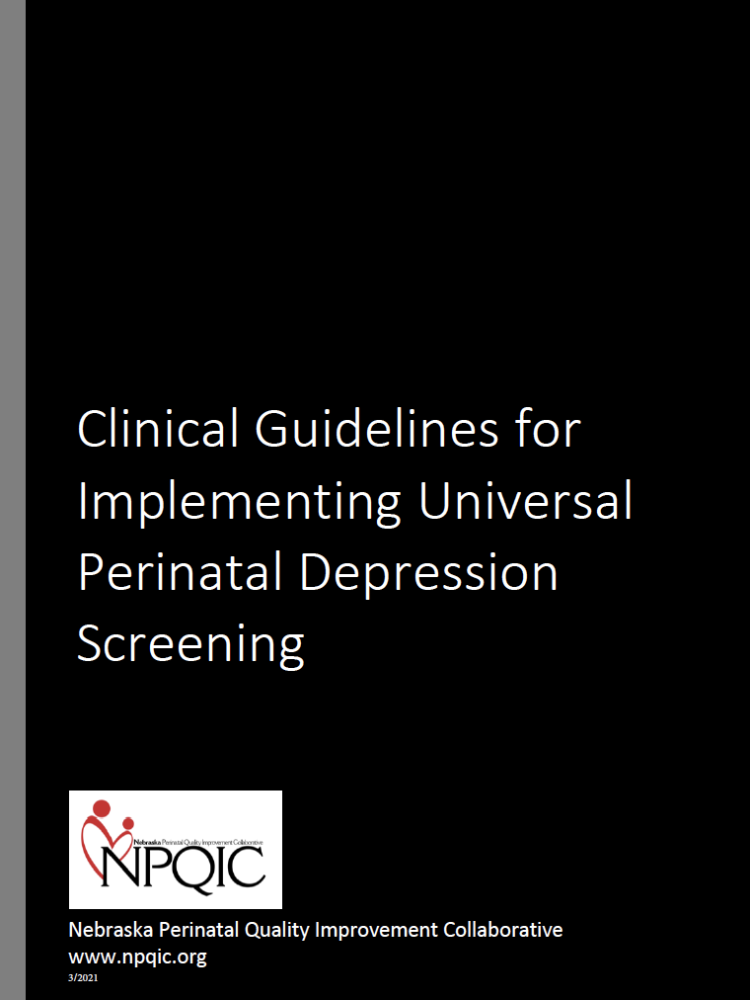 Clinical Guidelines for
Implementing Universal
Perinatal Depression
Screening
Nebraska Perinatal Quality Improvement Collaborative
NPQIC
Nebraska Perinatal Quality Improvement Collaborative
www.npqic.org
3/2021